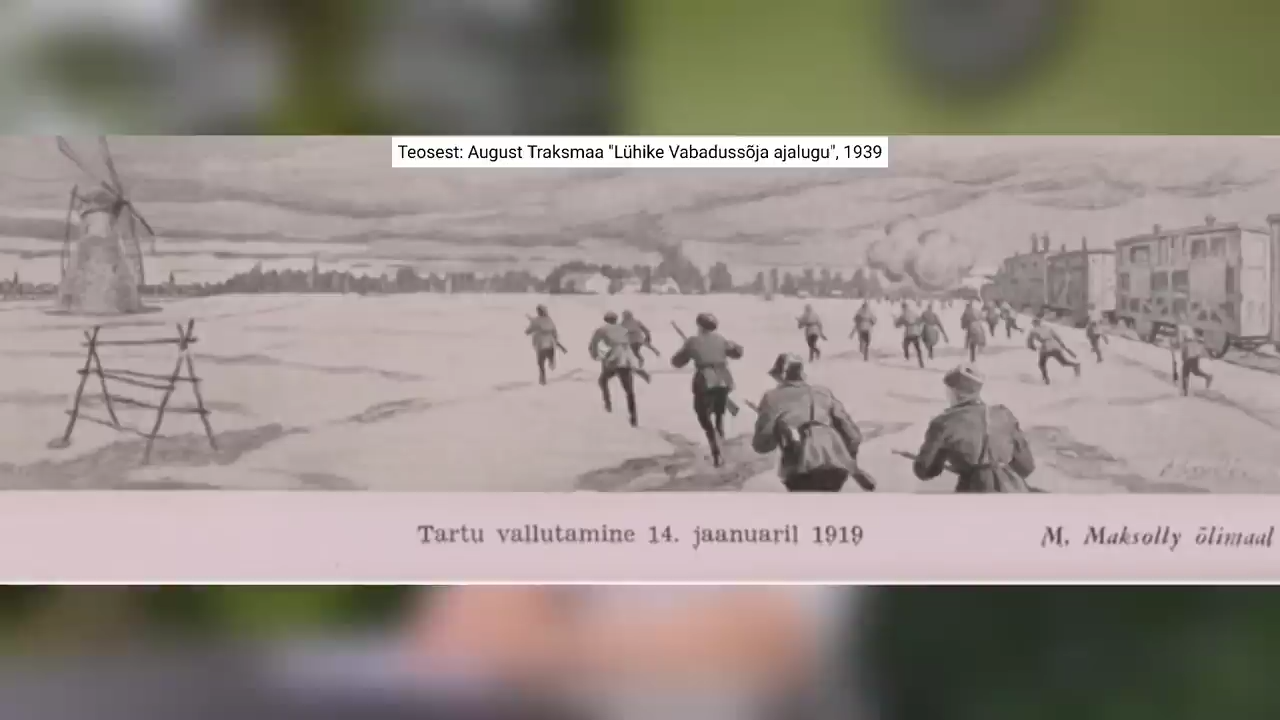 Teosest: August Traksmaa "Lühike Vabadussõja ajalugu", 1939
Tartu vallutamine 14. jaanuaril 1919
M. Maksolly õlimaal